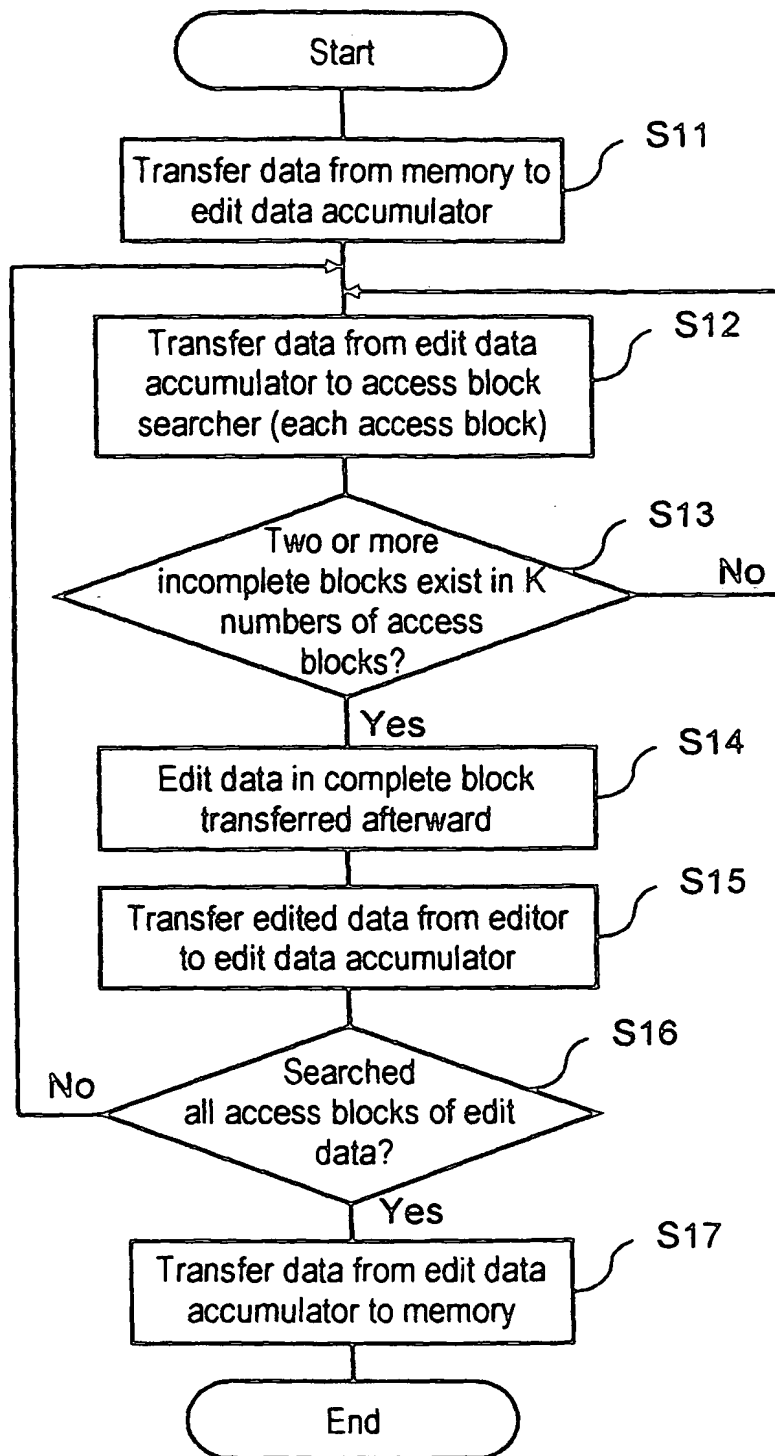 Start
S11
Transfer data from memory to
edit data accumulator
S12
Transfer data from edit data
accumulator to access block
searcher (each access block)
S13
Two or more
incomplete blocks exist in K
numbers of access
blocks?
No
Yes
S14
Edit data in complete block
transferred afterward
S15
Transfer edited data from editor
to edit data accumulator
S16
Searched
all access blocks of edit
data?
No
Yes
S17
Transfer data from edit data
accumulator to memory
End